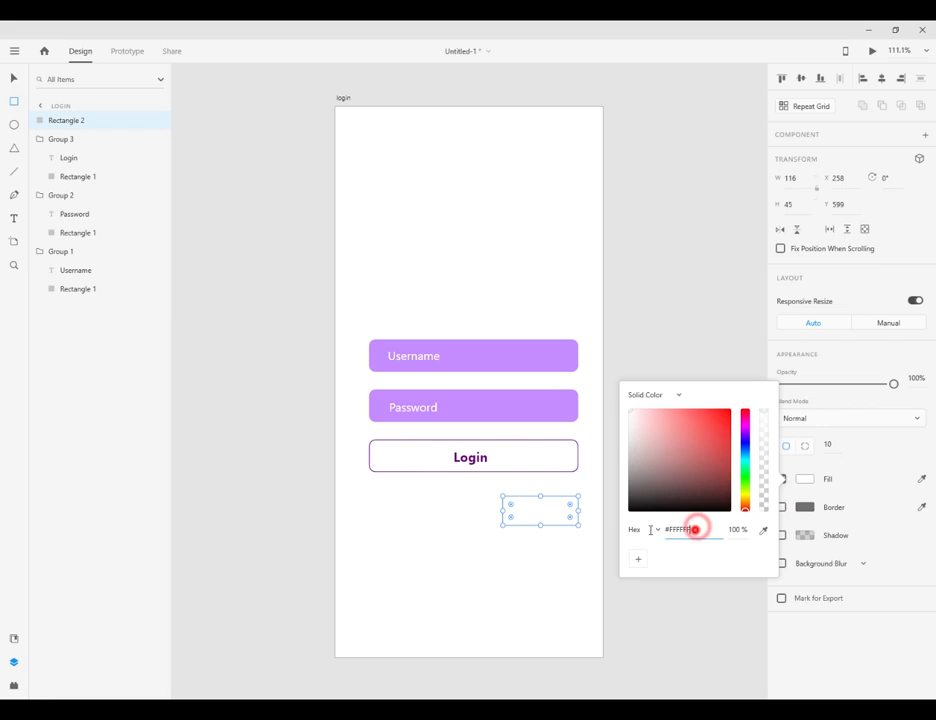 Design
Prototype
Share
Untitled-1 *
111.1%
All Items
LOGIN
Rectangle 2
Group 3
Login
Rectangle 1
Group 2
Password
Rectangle 1
Group 1
Username
Rectangle 1
login
Username
Password
Login
Solid Color
Hex
#FFFFFF
100 %
Repeat Grid
COMPONENT
TRANSFORM
W 116
X 258
0°
H 45
Y 599
Fix Position When Scrolling
LAYOUT
Responsive Resize
Auto
Manual
APPEARANCE
Opacity
100%
Blend Mode
Normal
10
Fill
Border
Shadow
Background Blur
Mark for Export